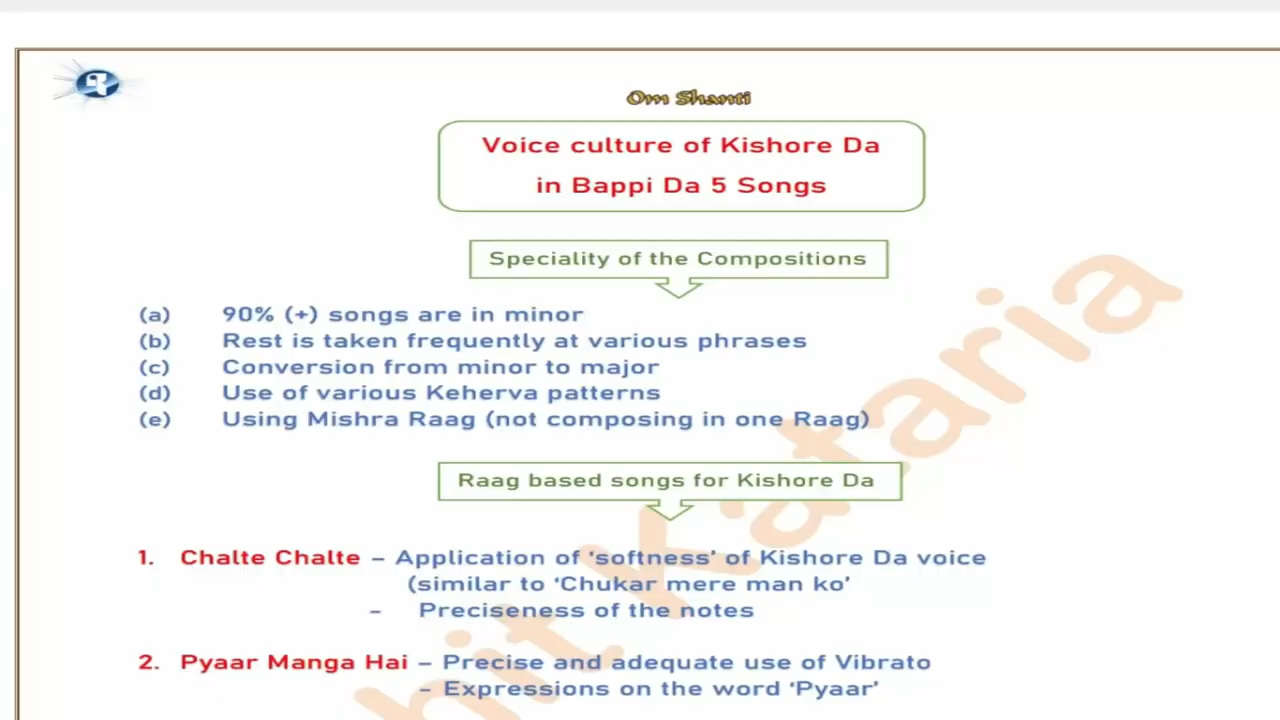 Om Shanti
Voice culture of Kishore Da
in Bappi Da 5 Songs
Speciality of the Compositions
(a) 90% (+) songs are in minor
(b) Rest is taken frequently at various phrases
(c) Conversion from minor to major
(d) Use of various Keherva patterns
(e) Using Mishra Raag (not composing in one Raag)
Raag based songs for Kishore Da
1. Chalte Chalte – Application of ‘softness’ of Kishore Da voice
(similar to ‘Chukar mere man ko’
– Preciseness of the notes
2. Pyaar Manga Hai – Precise and adequate use of Vibrato
– Expressions on the word ‘Pyaar’
hit Kataria